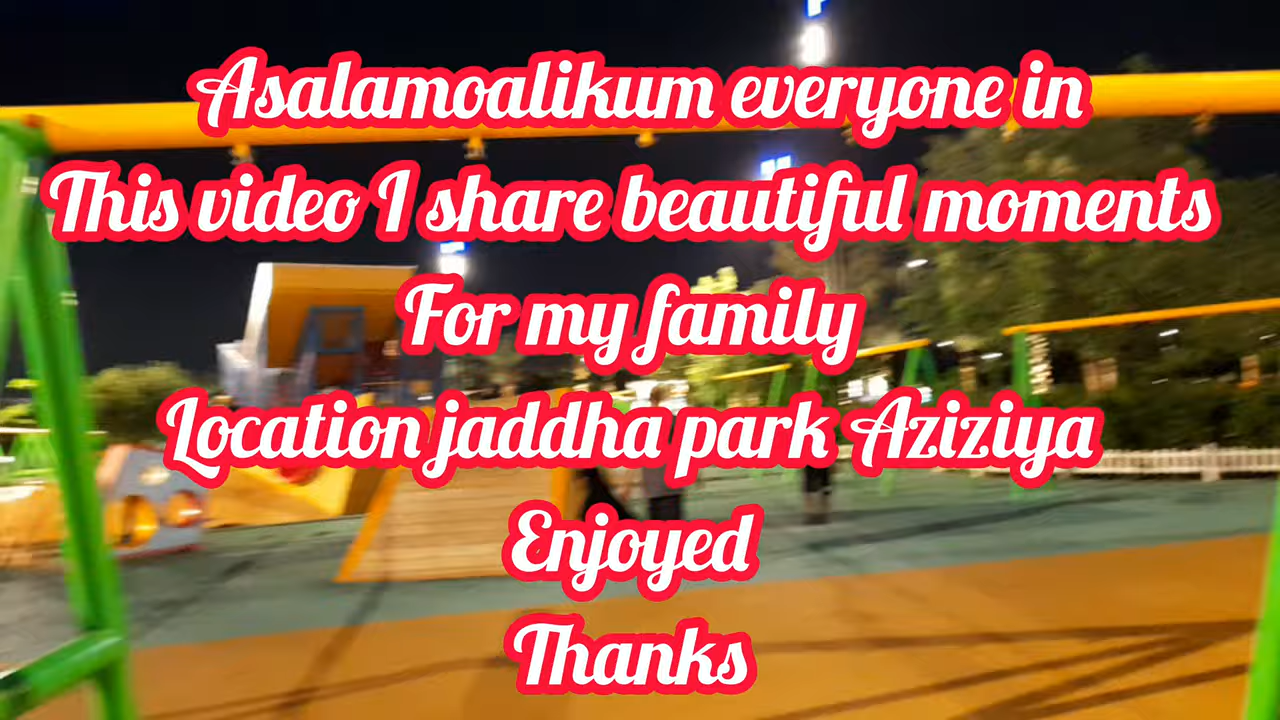 Asalamoalikum everyone in
This video I share beautiful moments
For my family
Location jaddha park Aziziya
Enjoyed
Thanks